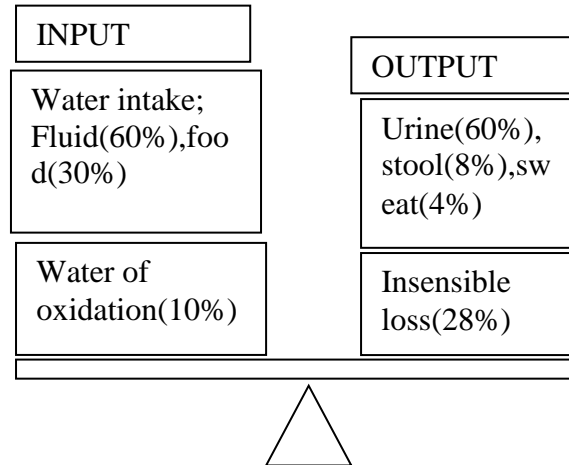 INPUT
Water intake;
Fluid(60%),foo
d(30%)
Water of
oxidation(10%)
OUTPUT
Urine(60%),
stool(8%),sw
eat(4%)
Insensible
loss(28%)